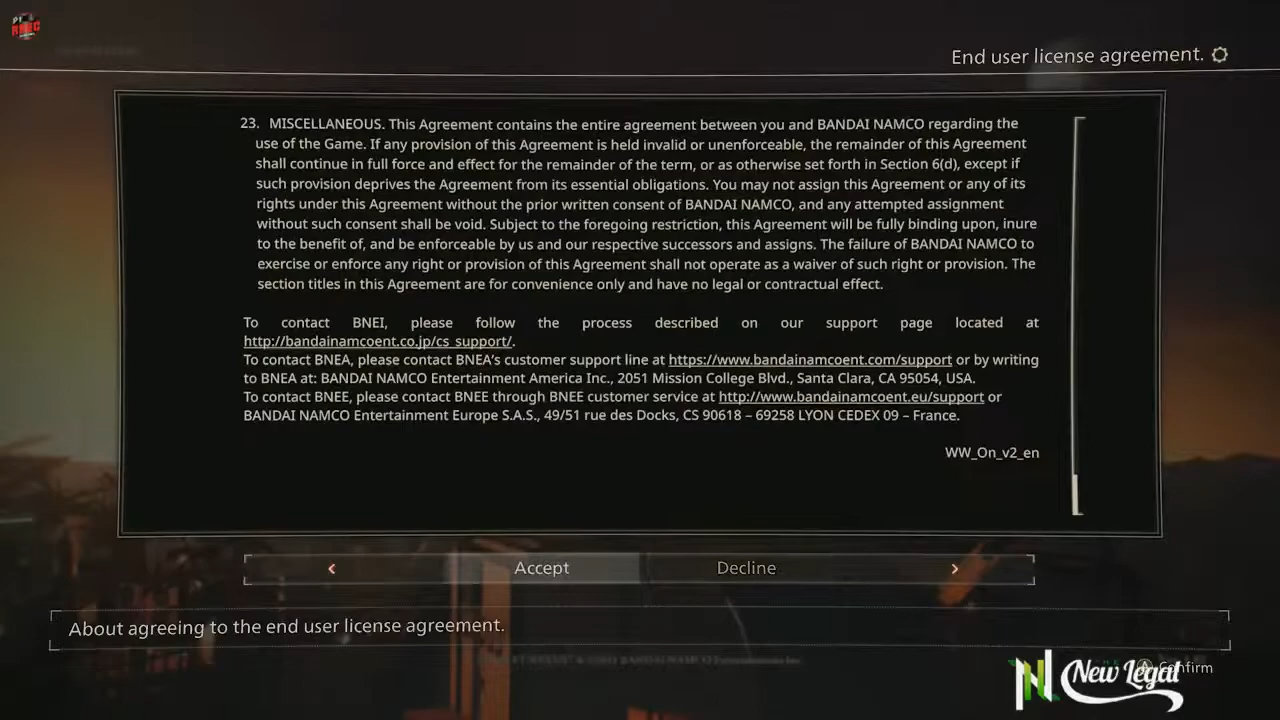 End user license agreement.
23. MISCELLANEOUS. This Agreement contains the entire agreement between you and BANDAI NAMCO regarding the
use of the Game. If any provision of this Agreement is held invalid or unenforceable, the remainder of this Agreement
shall continue in full force and effect for the remainder of the term, or as otherwise set forth in Section 6(d), except if
such provision deprives the Agreement from its essential obligations. You may not assign this Agreement or any of its
rights under this Agreement without the prior written consent of BANDAI NAMCO, and any attempted assignment
without such consent shall be void. Subject to the foregoing restriction, this Agreement will be fully binding upon, inure
to the benefit of, and be enforceable by us and our respective successors and assigns. The failure of BANDAI NAMCO to
exercise or enforce any right or provision of this Agreement shall not operate as a waiver of such right or provision. The
section titles in this Agreement are for convenience only and have no legal or contractual effect.
To contact BNEI, please follow the process described on our support page located at
http://bandainamcoent.co.jp/cs_support/.
To contact BNEA, please contact BNEA's customer support line at https://www.bandainamcoent.com/support or by writing
to BNEA at: BANDAI NAMCO Entertainment America Inc., 2051 Mission College Blvd., Santa Clara, CA 95054, USA.
To contact BNEE, please contact BNEE through BNEE customer service at http://www.bandainamcoent.eu/support or
BANDAI NAMCO Entertainment Europe S.A.S., 49/51 rue des Docks, CS 90618 – 69258 LYON CEDEX 09 – France.
WW_On_v2_en
Accept Decline
About agreeing to the end user license agreement.
New Legal
Confirm